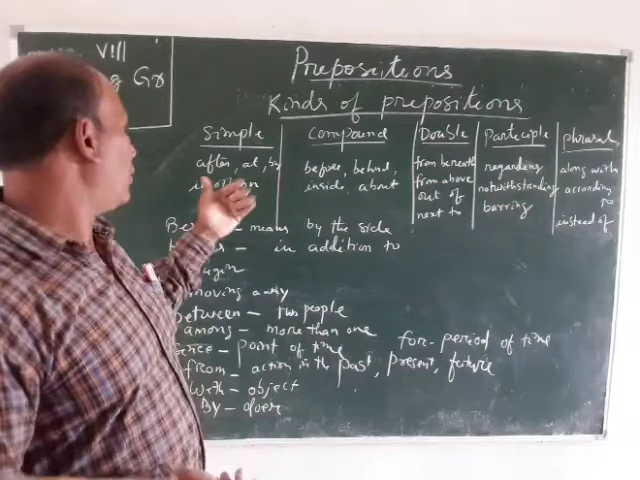 VIII
Gr
Prepositions
Kinds of prepositions
Simple
after, at, by
Compound
before, behind,
inside, about
Double
from beneath
from above
out of
next to
Participle
regarding
notwithstanding
barring
phrasal
along with
according
to
instead of
means by the side
in addition to
moving
between - two people
among - more than one
Since - point of time
for - period of time
from - action in the past, present, future
With - object
By - doer